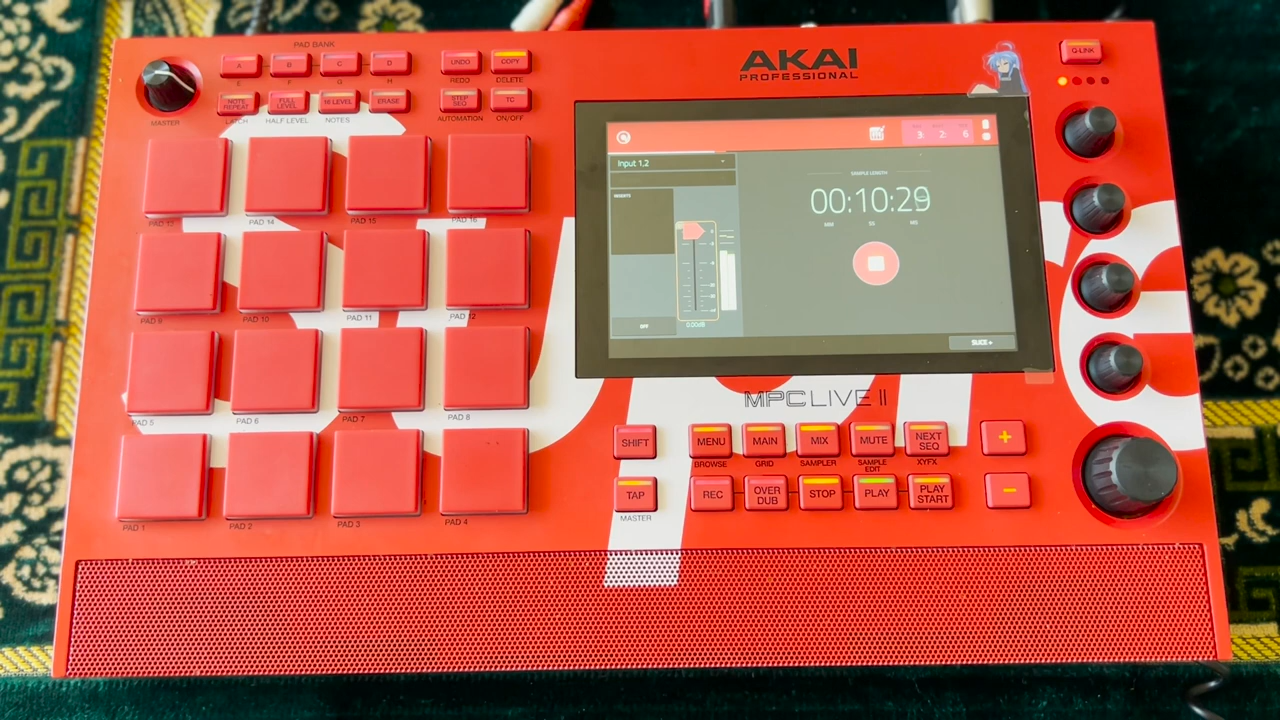 PAD BANK
A B C D
E F G H
UNDO COPY
REDO DELETE
NOTE REPEAT FULL LEVEL 16 LEVEL ERASE
LATCH HALF LEVEL NOTES
STEP SEQ TC
AUTOMATION ON/OFF
MASTER
AKAI
PROFESSIONAL
G-LINK
Input 1,2
3: 2: 6
INSERTS
SAMPLE LENGTH
00:10:29
MM SS MS
OFF
0.00dB
SLICE
PAD 13 PAD 14 PAD 15 PAD 16
PAD 9 PAD 10 PAD 11 PAD 12
PAD 5 PAD 6 PAD 7 PAD 8
PAD 1 PAD 2 PAD 3 PAD 4
MPC LIVE II
SHIFT MENU MAIN MIX MUTE NEXT SEQ +
BROWSE GRID SAMPLER SAMPLE EDIT XYFX
TAP REC OVER DUB STOP PLAY PLAY START -
MASTER
Supreme